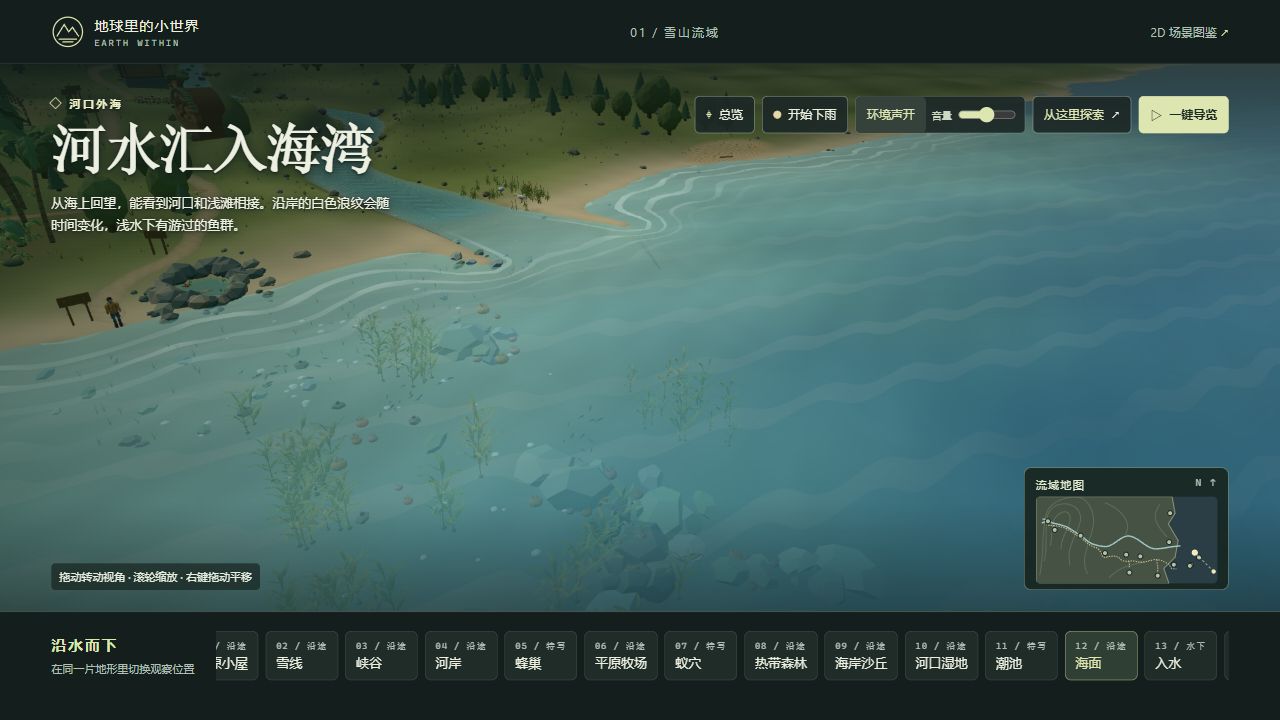 地球里的小世界
EARTH WITHIN
01 / 雪山流域
2D 场景图鉴 ↗
◇ 河口外海
河水汇入海湾
从海上回望，能看到河口和浅滩相接。沿岸的白色浪纹会随
时间变化，浅水下有游过的鱼群。
总览
开始下雨
环境声开
音量
从这里探索 ↗
▷ 一键导览
流域地图
N ↑
拖动转动视角 · 滚轮缩放 · 右键拖动平移
沿水而下
在同一片地形里切换观察位置
/ 沿途
小屋
02 / 沿途
雪线
03 / 沿途
峡谷
04 / 沿途
河岸
05 / 特写
蜂巢
06 / 沿途
平原牧场
07 / 特写
蚁穴
08 / 沿途
热带森林
09 / 沿途
海岸沙丘
10 / 沿途
河口湿地
11 / 特写
潮池
12 / 沿途
海面
13 / 水下
入水